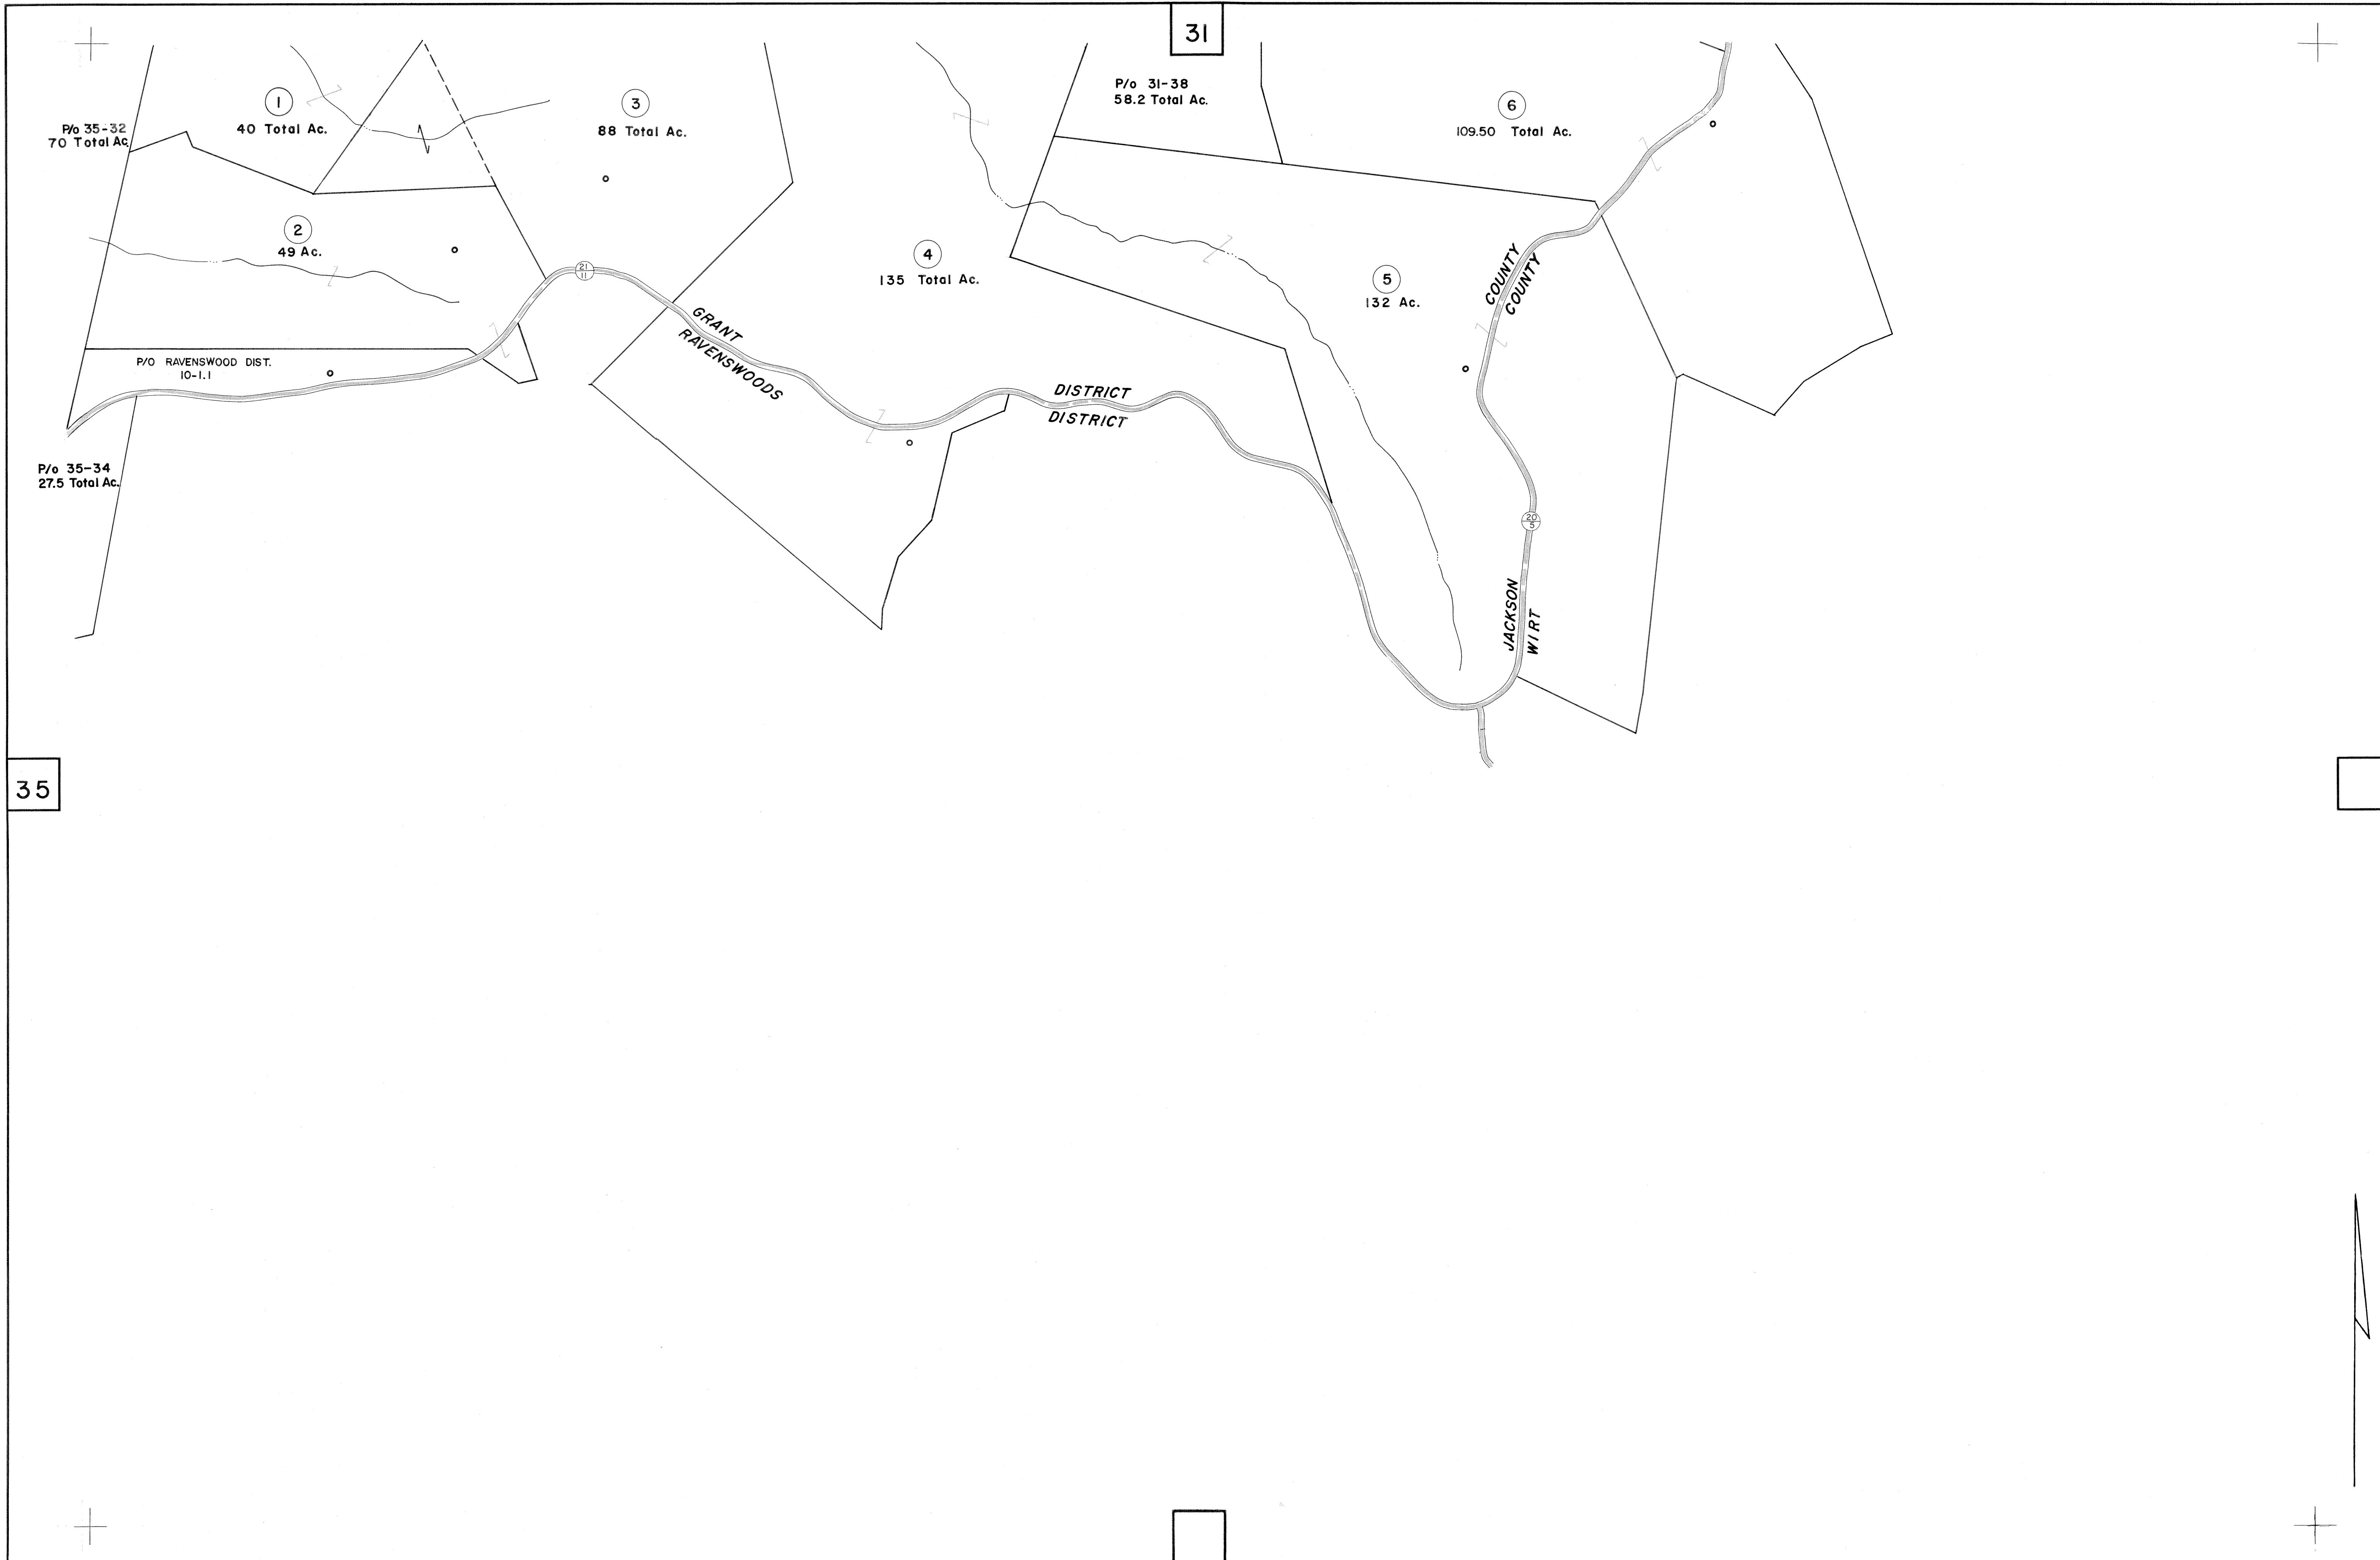 31
P/o 31-38
58.2 Total Ac.
1
40 Total Ac.
3
88 Total Ac.
6
109.50 Total Ac.
P/o 35-32
70 Total Ac.
2
49 Ac.
4
135 Total Ac.
5
132 Ac.
21
11
GRANT
RAVENSWOODS
DISTRICT
DISTRICT
COUNTY
COUNTY
P/O RAVENSWOOD DIST.
10-1.1
P/o 35-34
27.5 Total Ac.
20
5
JACKSON
WIRT
35